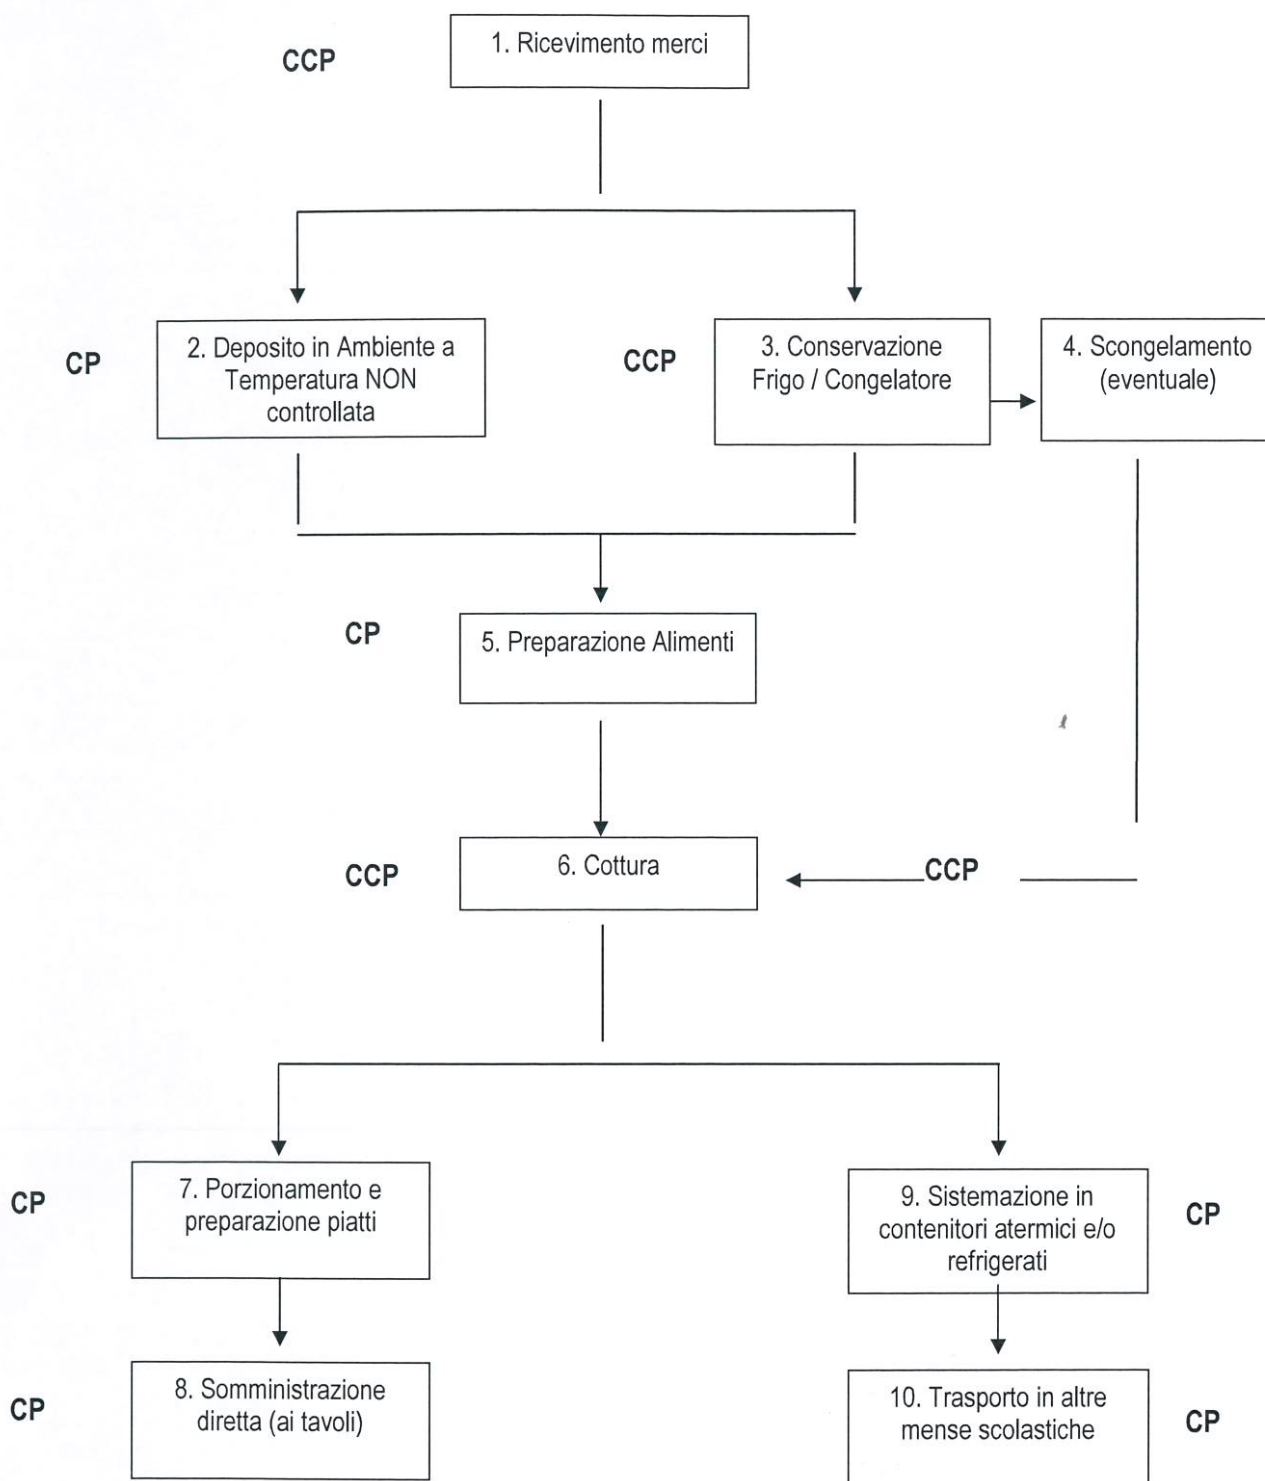 1. Ricevimento merci
CCP
CP
2. Deposito in Ambiente a
Temperatura NON
controllata
CCP
3. Conservazione
Frigo / Congelatore
4. Scongelamento
(eventuale)
CP
5. Preparazione Alimenti
CCP
6. Cottura
CCP
CP
7. Porzionamento e
preparazione piatti
9. Sistemazione in
contenitori atermici e/o
refrigerati
CP
CP
8. Somministrazione
diretta (ai tavoli)
10. Trasporto in altre
mense scolastiche
CP